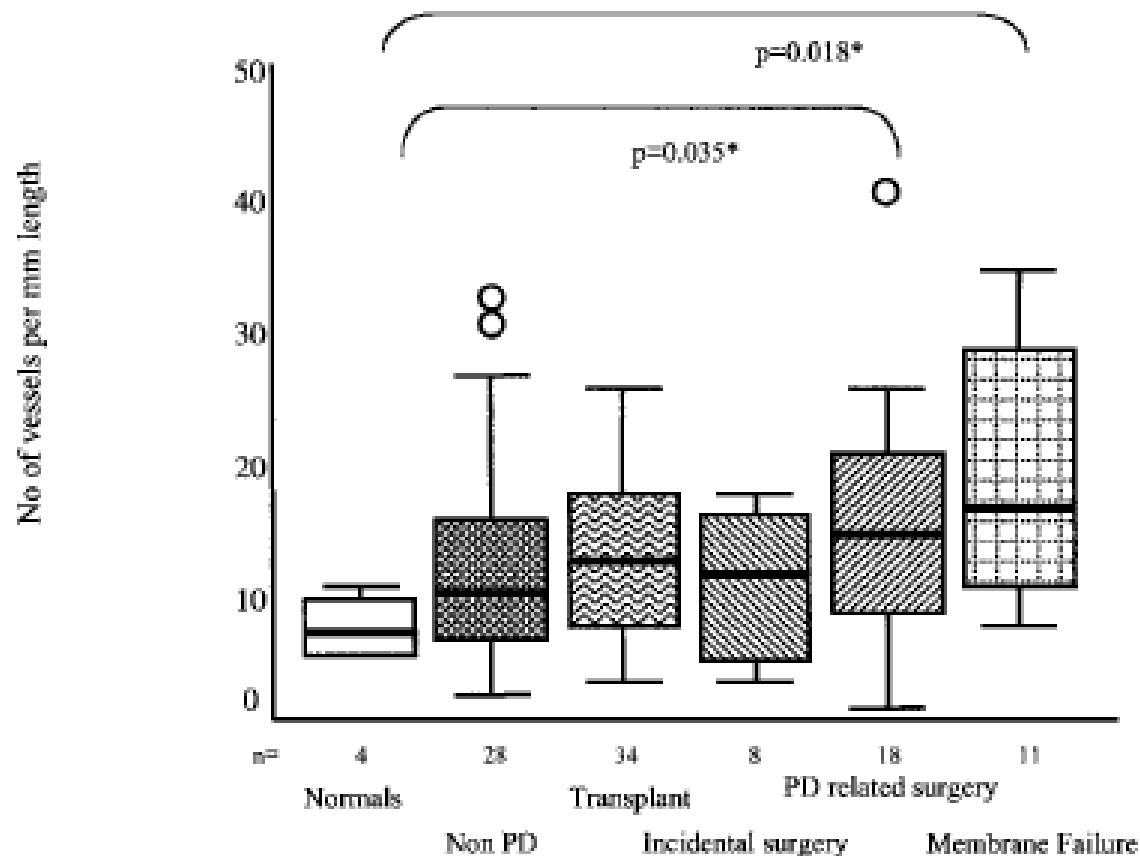 p=0.018*
50
p=0.035*
40
30
20
10
0
No of vessels per mm length
n= 4 28 34 8 18 11
Normals Transplant PD related surgery
Non PD Incidental surgery Membrane Failure